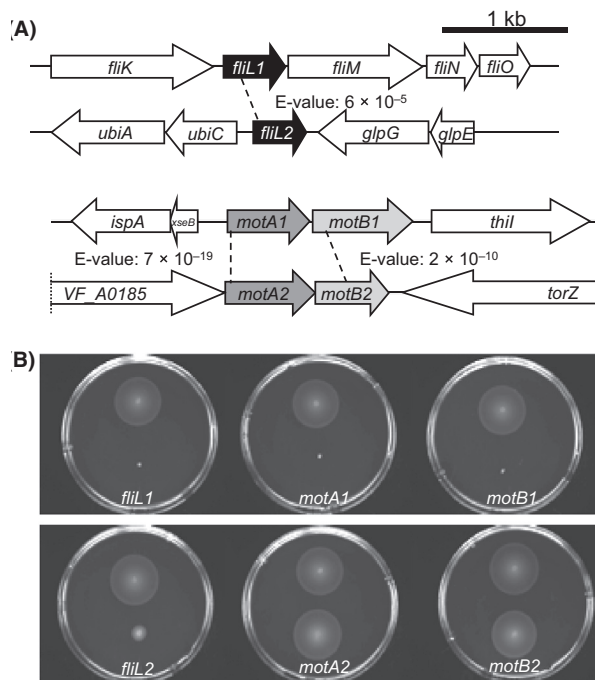 (A)
1 kb
fliK fliL1 fliM fliN fliO
E-value: 6 × 10–5
ubiA ubiC fliL2 glpG glpE
ispA xseB motA1 motB1 thiI
E-value: 7 × 10–19 E-value: 2 × 10–10
VF_A0185 motA2 motB2 torZ
(B)
fliL1 motA1 motB1
fliL2 motA2 motB2